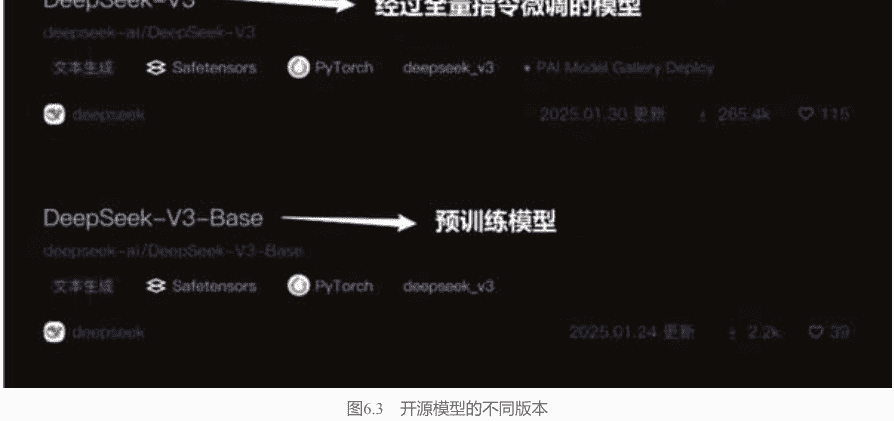 DeepSeek-V3 经过全量指令微调的模型
deepseek-ai/DeepSeek-V3
文本生成 Safetensors PyTorch deepseek_v3 PAI Model Gallery Deploy
deepseek 2025.01.30 更新 265.4k 115
DeepSeek-V3-Base 预训练模型
deepseek-ai/DeepSeek-V3-Base
文本生成 Safetensors PyTorch deepseek_v3
deepseek 2025.01.24 更新 2.2k 39
图6.3 开源模型的不同版本